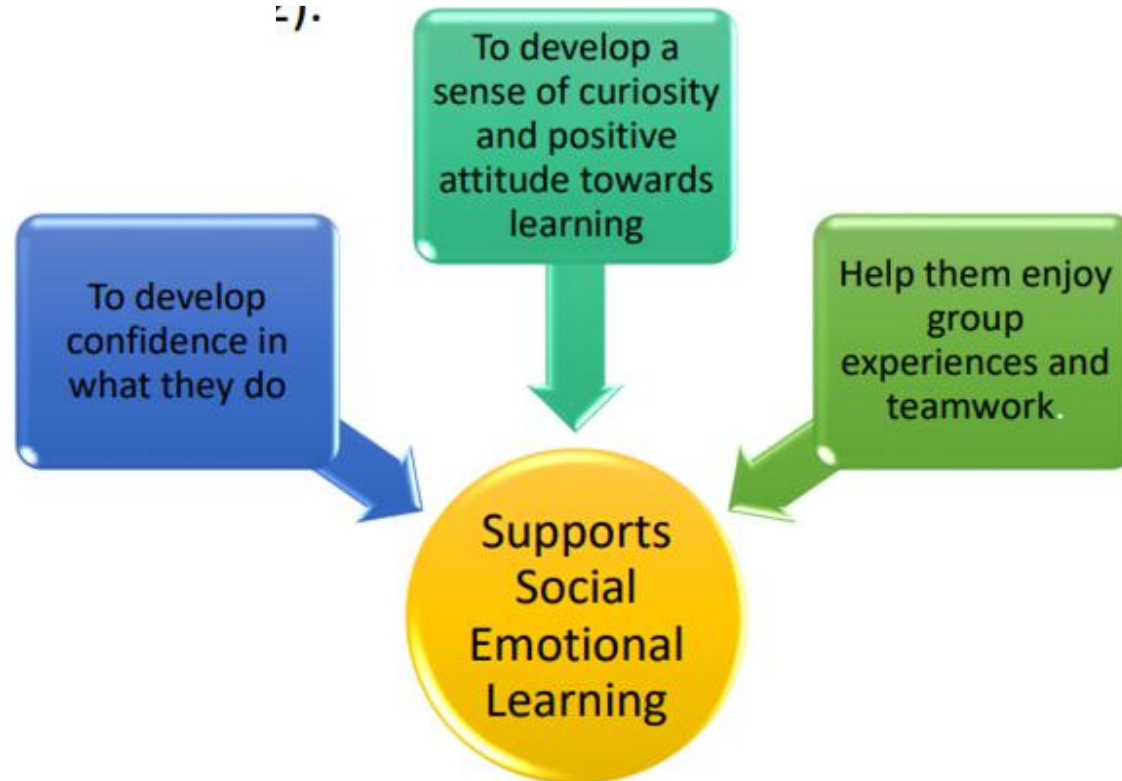 To develop a
sense of curiosity
and positive
attitude towards
learning
To develop
confidence in
what they do
Help them enjoy
group
experiences and
teamwork.
Supports
Social
Emotional
Learning